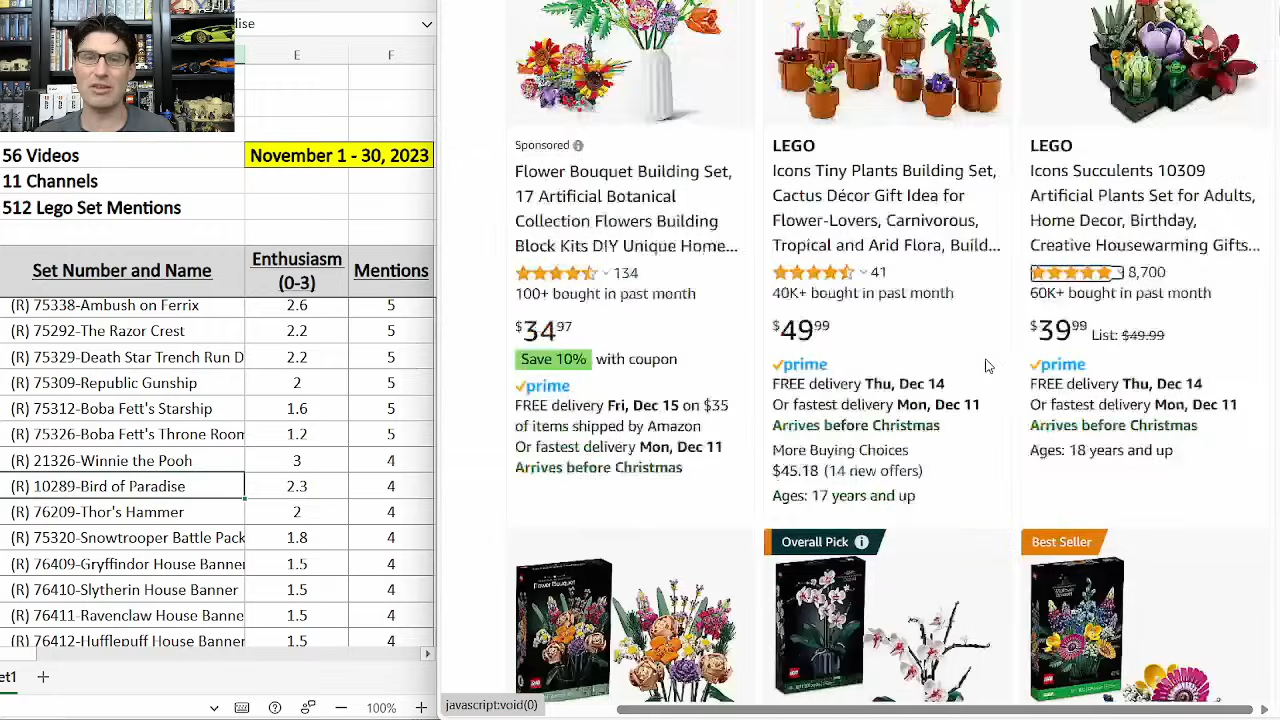 ise
E
F
56 Videos
November 1 - 30, 2023
11 Channels
512 Lego Set Mentions
Set Number and Name
Enthusiasm
(0-3)
Mentions
(R) 75338-Ambush on Ferrix 2.6 5
(R) 75292-The Razor Crest 2.2 5
(R) 75329-Death Star Trench Run D 2.2 5
(R) 75309-Republic Gunship 2 5
(R) 75312-Boba Fett's Starship 1.6 5
(R) 75326-Boba Fett's Throne Room 1.2 5
(R) 21326-Winnie the Pooh 3 4
(R) 10289-Bird of Paradise 2.3 4
(R) 76209-Thor's Hammer 2 4
(R) 75320-Snowtrooper Battle Pack 1.8 4
(R) 76409-Gryffindor House Banner 1.5 4
(R) 76410-Slytherin House Banner 1.5 4
(R) 76411-Ravenclaw House Banne 1.5 4
(R) 76412-Hufflepuff House Banner 1.5 4
et1
100%
Sponsored
Flower Bouquet Building Set,
17 Artificial Botanical
Collection Flowers Building
Block Kits DIY Unique Home...
134
100+ bought in past month
$34.97
Save 10% with coupon
prime
FREE delivery Fri, Dec 15 on $35
of items shipped by Amazon
Or fastest delivery Mon, Dec 11
Arrives before Christmas
LEGO
Icons Tiny Plants Building Set,
Cactus Décor Gift Idea for
Flower-Lovers, Carnivorous,
Tropical and Arid Flora, Build...
41
40K+ bought in past month
$49.99
prime
FREE delivery Thu, Dec 14
Or fastest delivery Mon, Dec 11
Arrives before Christmas
More Buying Choices
$45.18 (14 new offers)
Ages: 17 years and up
LEGO
Icons Succulents 10309
Artificial Plants Set for Adults,
Home Decor, Birthday,
Creative Housewarming Gifts...
8,700
60K+ bought in past month
$39.99 List: $49.99
prime
FREE delivery Thu, Dec 14
Or fastest delivery Mon, Dec 11
Arrives before Christmas
Ages: 18 years and up
Flower Bouquet
Overall Pick
Best Seller
javascript:void(0)